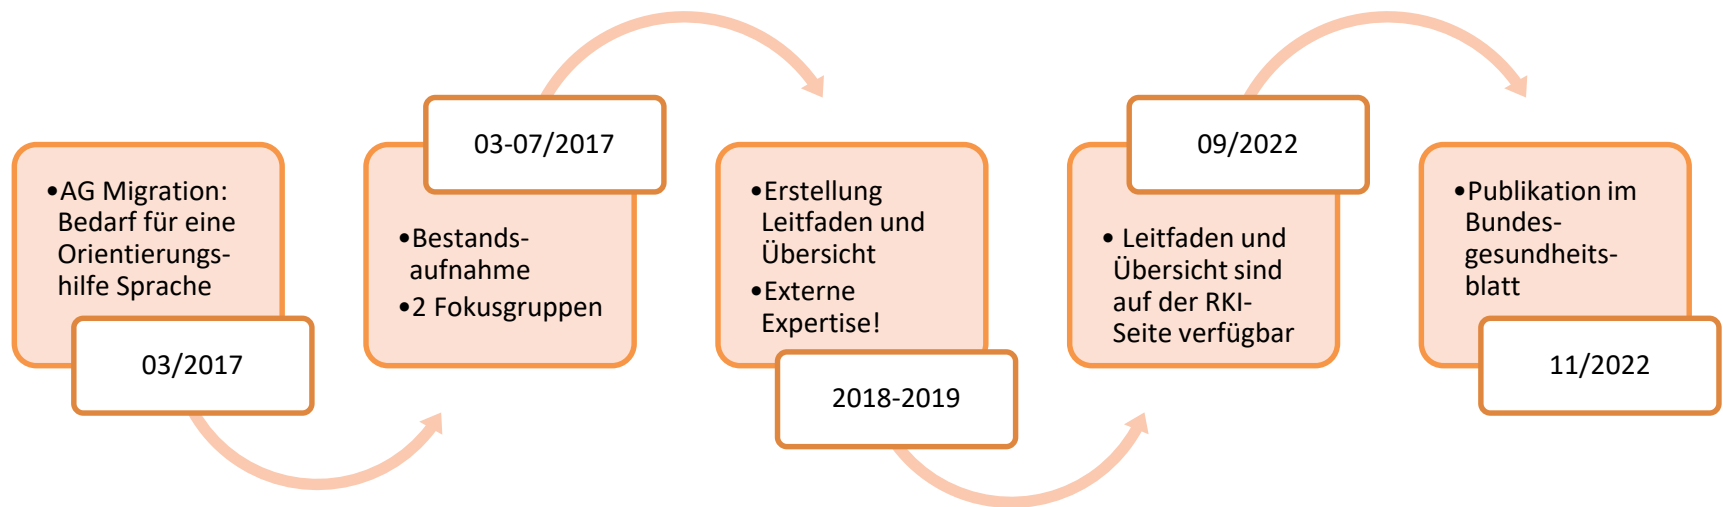 •AG Migration:
Bedarf für eine
Orientierungs-
hilfe Sprache
03/2017
03-07/2017
•Bestands-
aufnahme
•2 Fokusgruppen
•Erstellung
Leitfaden und
Übersicht
•Externe
Expertise!
2018-2019
09/2022
• Leitfaden und
Übersicht sind
auf der RKI-
Seite verfügbar
•Publikation im
Bundes-
gesundheits-
blatt
11/2022